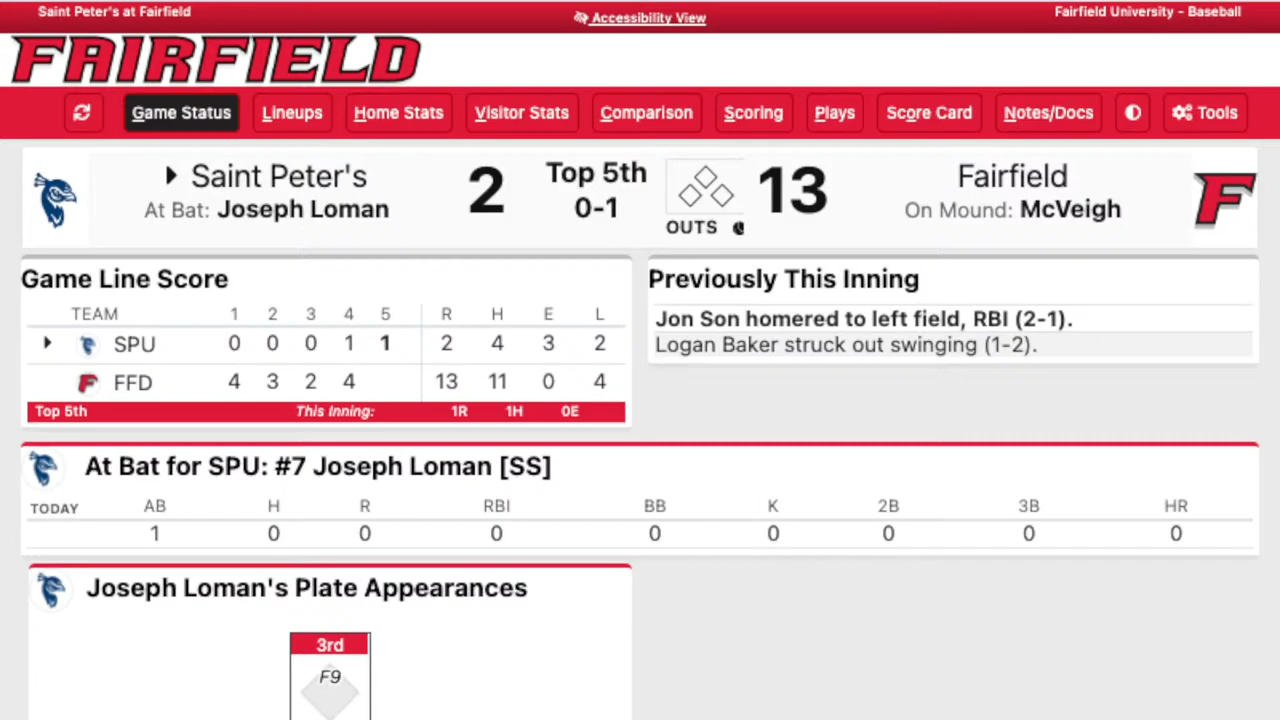 Saint Peter's at Fairfield
Accessibility View
Fairfield University - Baseball
FAIRFIELD
Game Status Lineups Home Stats Visitor Stats Comparison Scoring Plays Score Card Notes/Docs Tools
Saint Peter's 2 Top 5th 13 Fairfield
At Bat: Joseph Loman 0-1 On Mound: McVeigh
OUTS
F
Game Line Score
TEAM 1 2 3 4 5 R H E L
SPU 0 0 0 1 1 2 4 3 2
F FFD 4 3 2 4 13 11 0 4
Top 5th This Inning: 1R 1H 0E
Previously This Inning
Jon Son homered to left field, RBI (2-1).
Logan Baker struck out swinging (1-2).
At Bat for SPU: #7 Joseph Loman [SS]
TODAY AB H R RBI BB K 2B 3B HR
1 0 0 0 0 0 0 0 0
Joseph Loman's Plate Appearances
3rd
F9